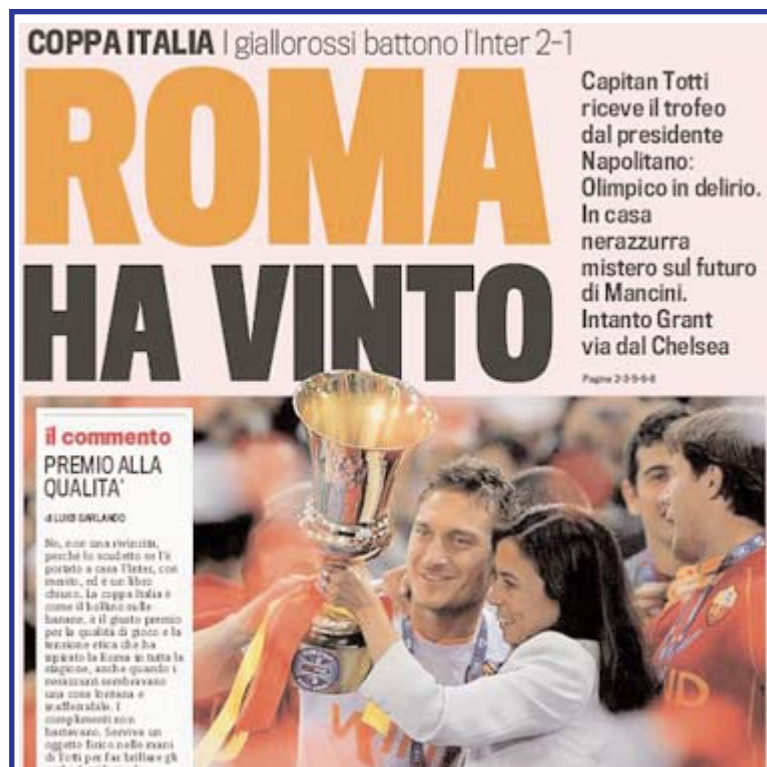 COPPA ITALIA I giallorossi battono l'Inter 2-1
ROMA
HA VINTO
Capitan Totti
riceve il trofeo
dal presidente
Napolitano:
Olimpico in delirio.
In casa
nerazzurra
mistero sul futuro
di Mancini.
Intanto Grant
via dal Chelsea
il commento
PREMIO ALLA
QUALITA'
di LUIGI GARLANDO
No, non una rivincita,
perché lo scudetto se l'è
portato a casa l'Inter, con
merito, ed è un libro
chiuso. La coppa Italia è
come il bollino sulle
banane, è il giusto premio
per la qualità di gioco e la
tensione etica che ha
ispirato la Roma in tutta la
stagione, anche quando i
nerazzurri sembravano
una cosa lontana e
inafferrabile. I
complimenti non
bastavano. Serviva un
oggetto fisico nelle mani
di Totti per far brillare gli